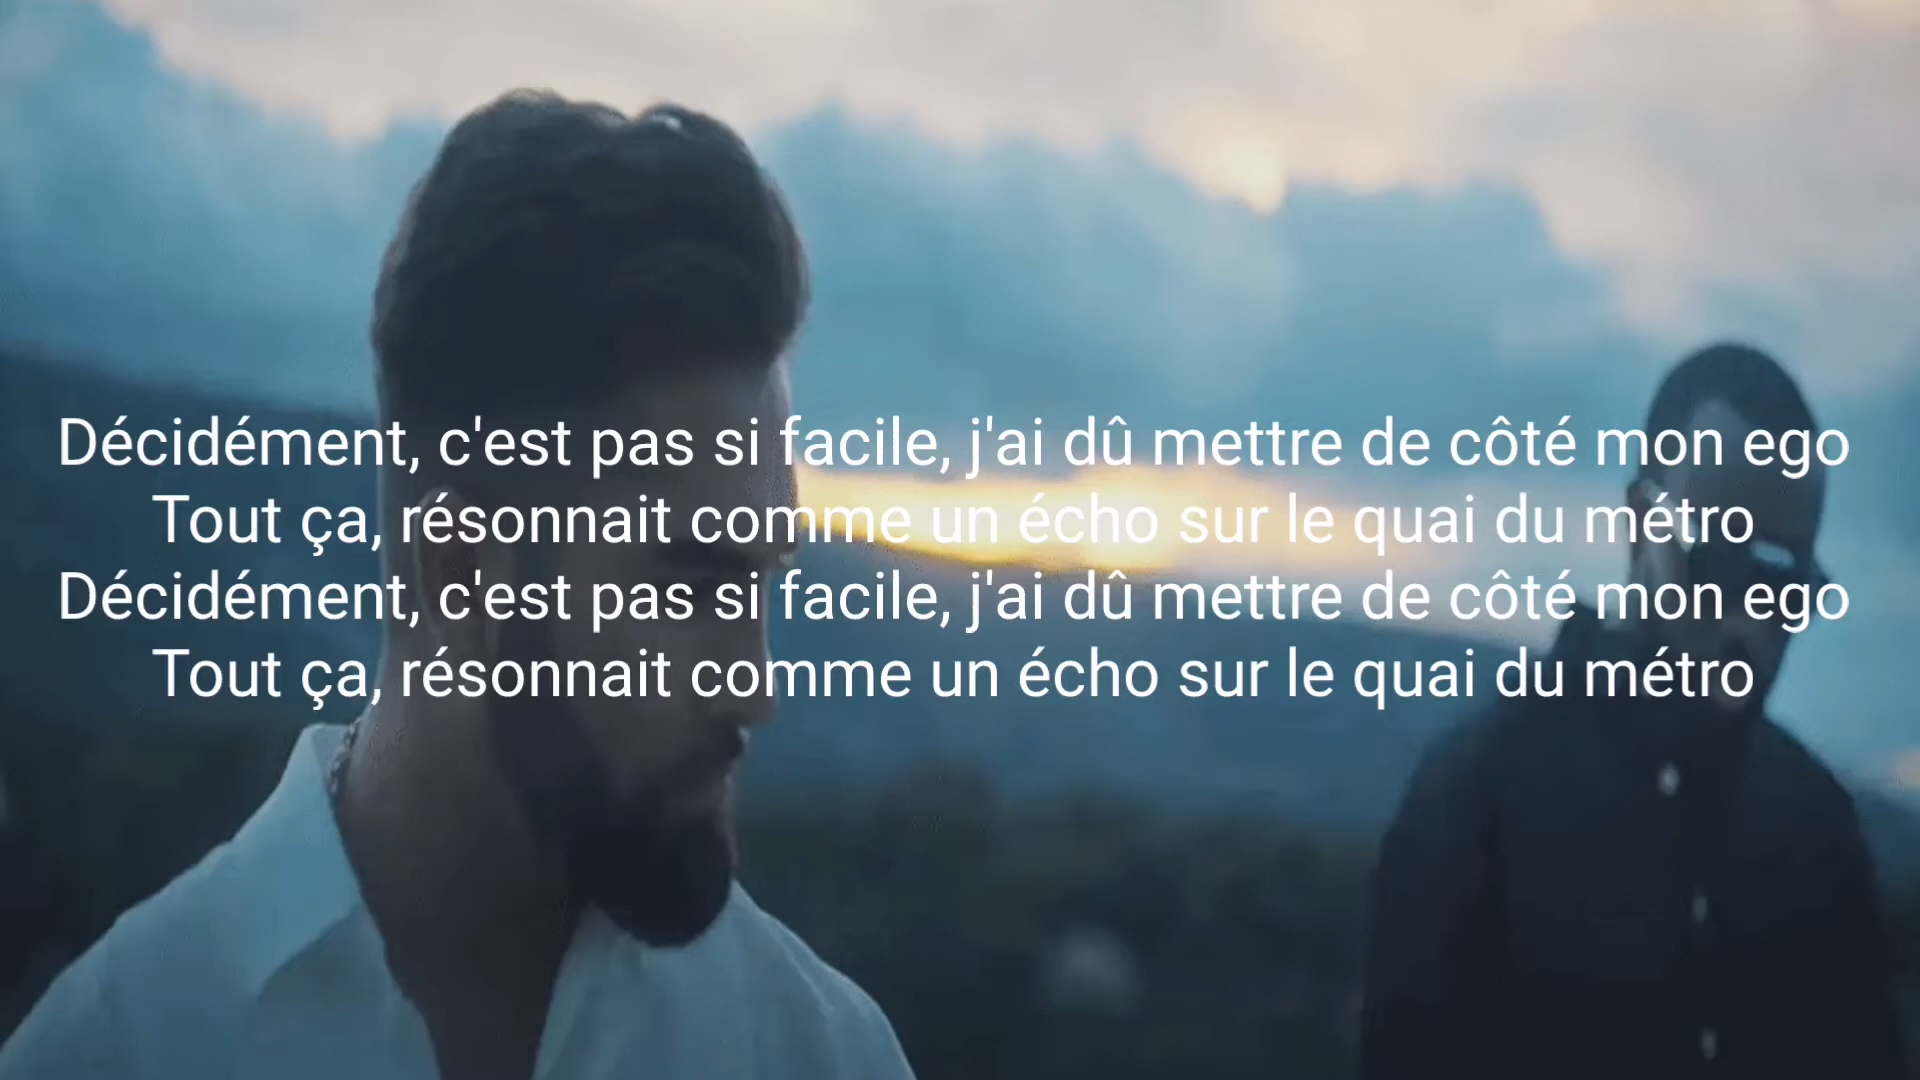 Décidément, c'est pas si facile, j'ai dû mettre de côté mon ego
Tout ça, résonnait comme un écho sur le quai du métro
Décidément, c'est pas si facile, j'ai dû mettre de côté mon ego
Tout ça, résonnait comme un écho sur le quai du métro